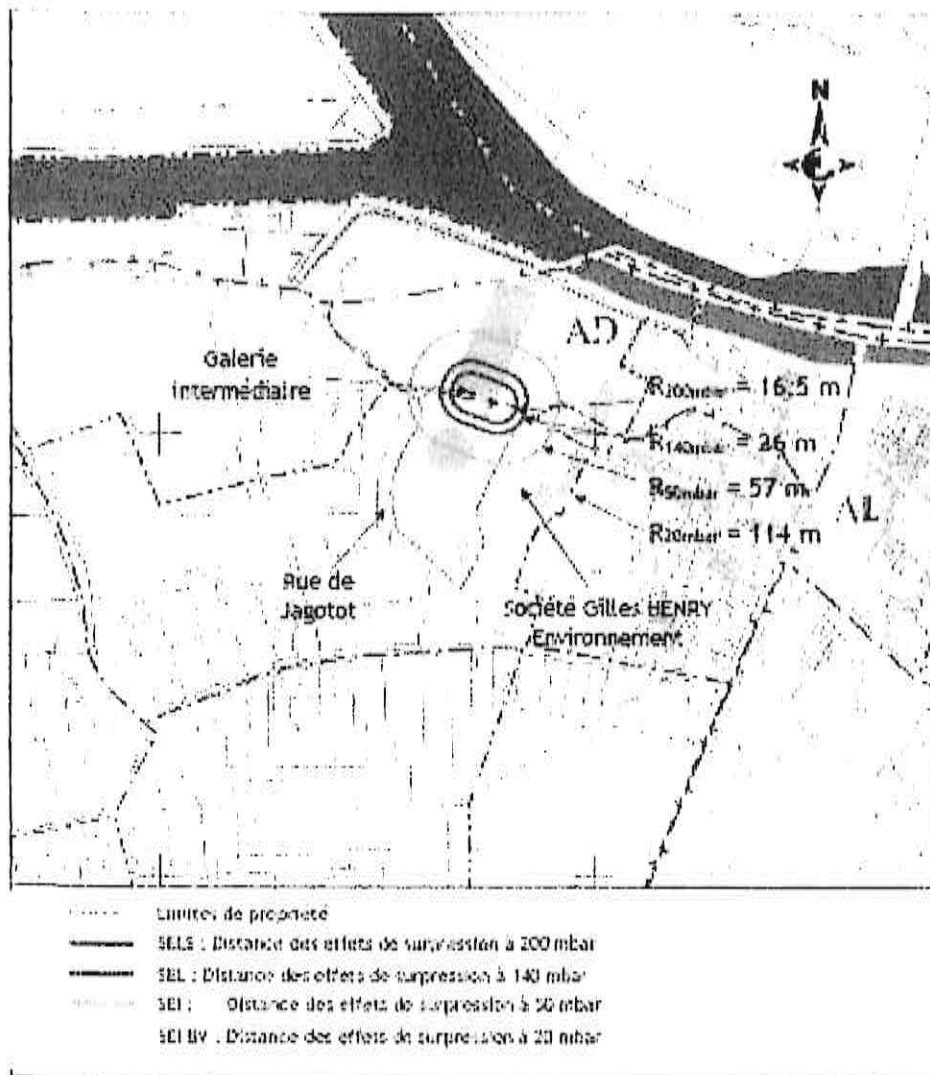 N
AD
Galerie
intermédiaire
R200mbar = 16,5 m
R140mbar = 26 m
R50mbar = 57 m
R20mbar = 114 m
AL
Rue de
Jagotot
Société Gilles HENRY
Environnement
Limites de propriété
SELS : Distance des effets de surpression à 200 mbar
SEL : Distance des effets de surpression à 140 mbar
SEI : Distance des effets de surpression à 50 mbar
SEI BV : Distance des effets de surpression à 20 mbar